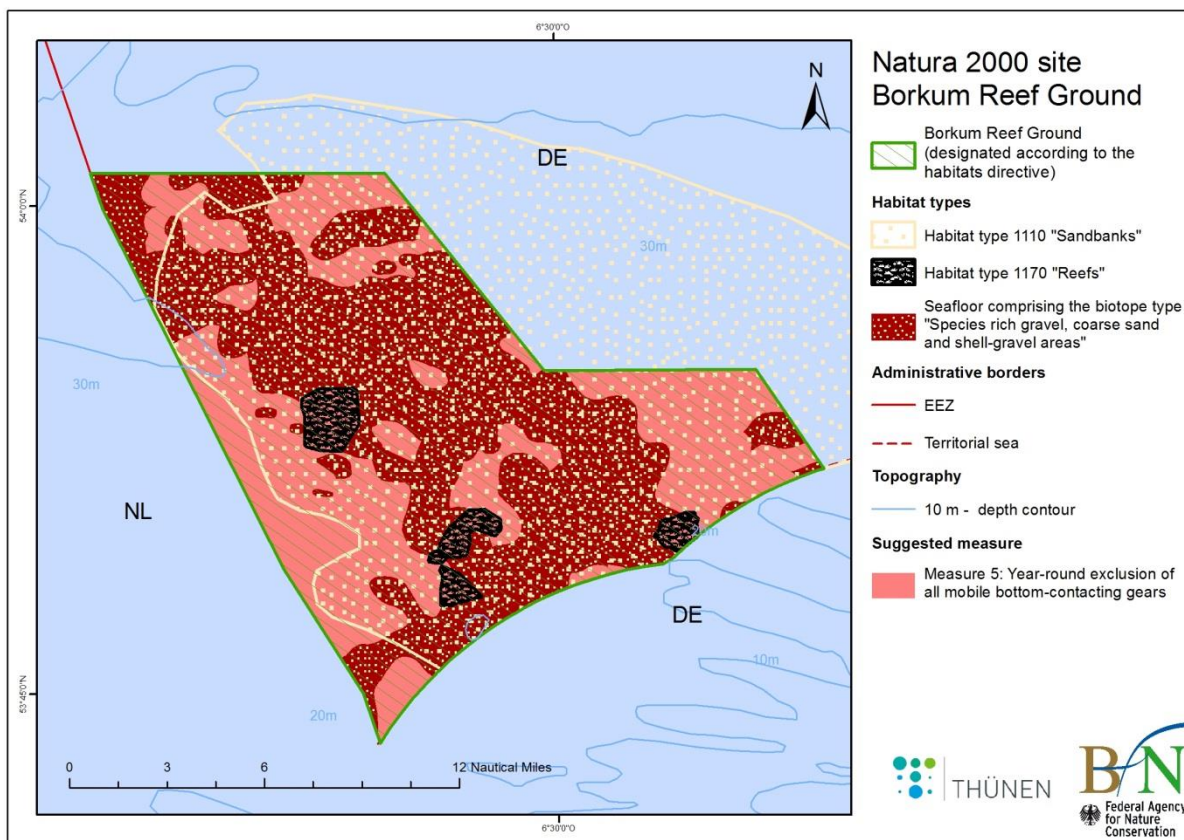 6°30'0"O
N
DE
54°0'0"N
30m
30m
NL
20m
DE
10m
53°45'0"N
20m
0 3 6 12 Nautical Miles
6°30'0"O
Natura 2000 site
Borkum Reef Ground
Borkum Reef Ground
(designated according to the
habitats directive)
Habitat types
Habitat type 1110 "Sandbanks"
Habitat type 1170 "Reefs"
Seafloor comprising the biotope type
"Species rich gravel, coarse sand
and shell-gravel areas"
Administrative borders
EEZ
Territorial sea
Topography
10 m - depth contour
Suggested measure
Measure 5: Year-round exclusion of
all mobile bottom-contacting gears
THÜNEN
BfN
Federal Agency
for Nature
Conservation